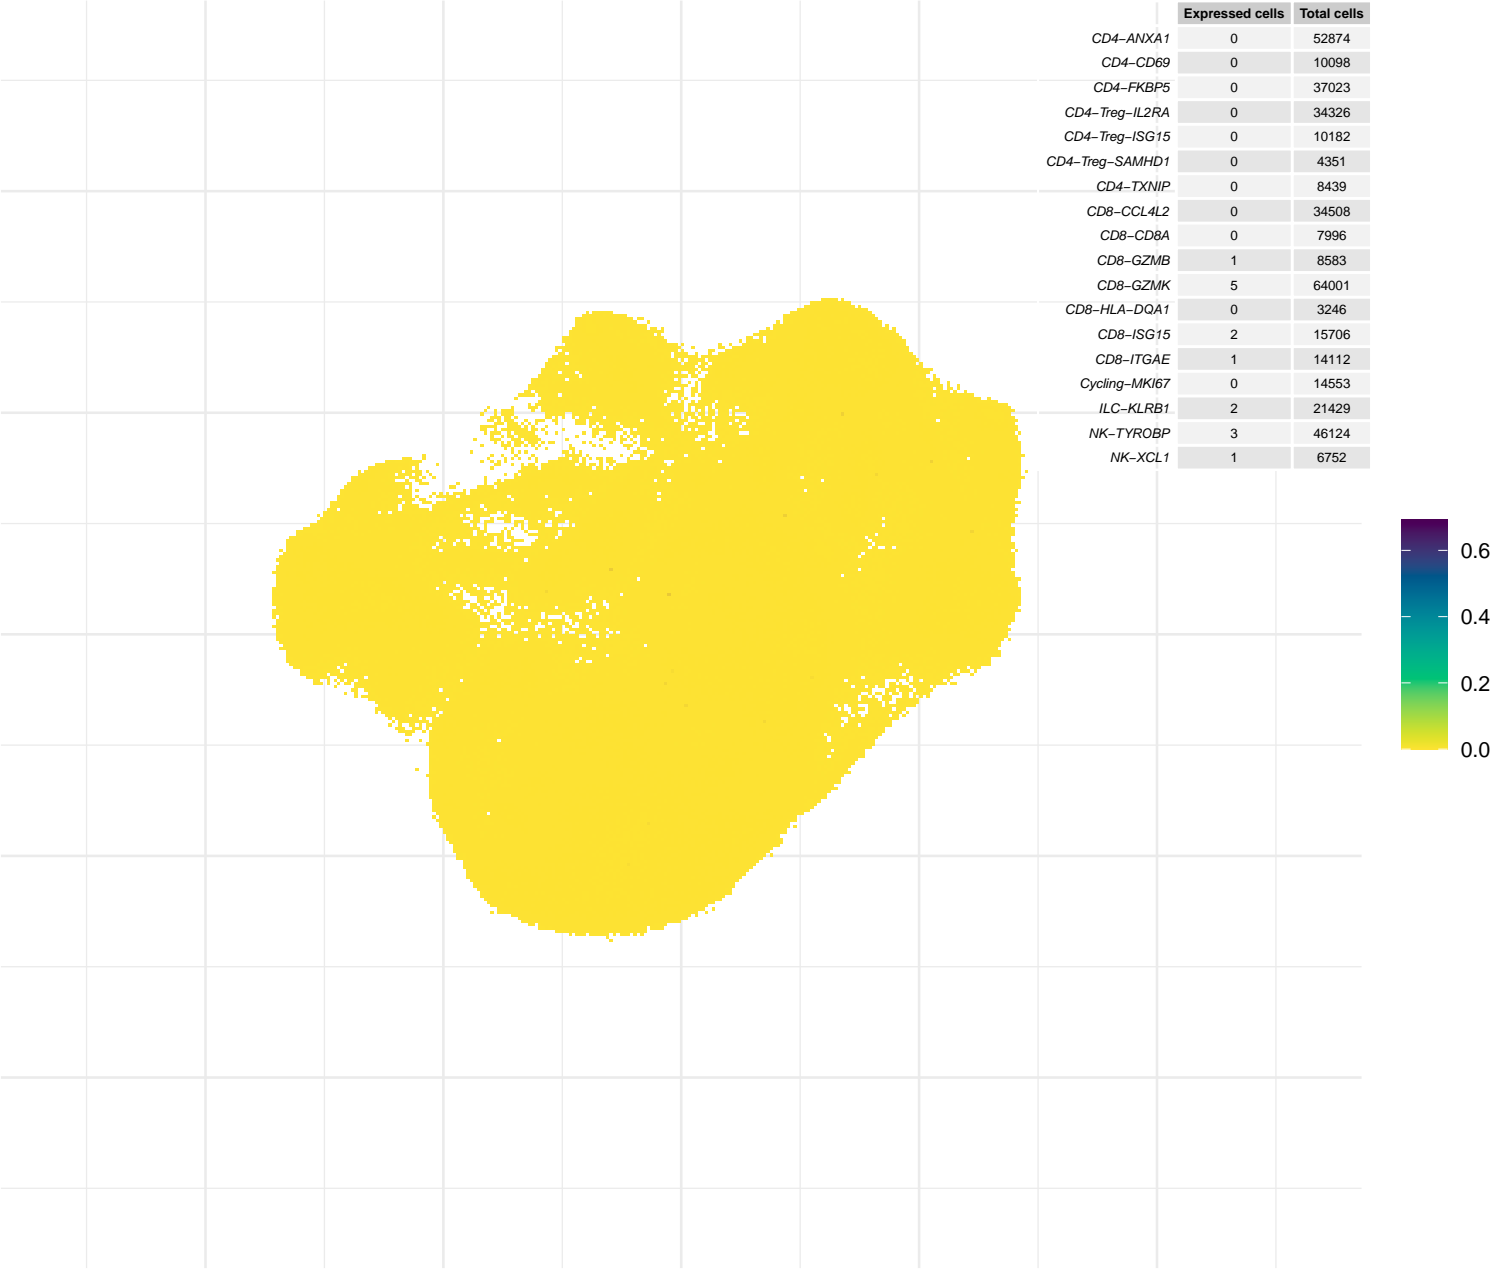 Expressed cells Total cells
CD4−ANXA1 0 52874
CD4−CD69 0 10098
CD4−FKBP5 0 37023
CD4−Treg−IL2RA 0 34326
CD4−Treg−ISG15 0 10182
CD4−Treg−SAMHD1 0 4351
CD4−TXNIP 0 8439
CD8−CCL4L2 0 34508
CD8−CD8A 0 7996
CD8−GZMB 1 8583
CD8−GZMK 5 64001
CD8−HLA−DQA1 0 3246
CD8−ISG15 2 15706
CD8−ITGAE 1 14112
Cycling−MKI67 0 14553
ILC−KLRB1 2 21429
NK−TYROBP 3 46124
NK−XCL1 1 6752
0.6
0.4
0.2
0.0